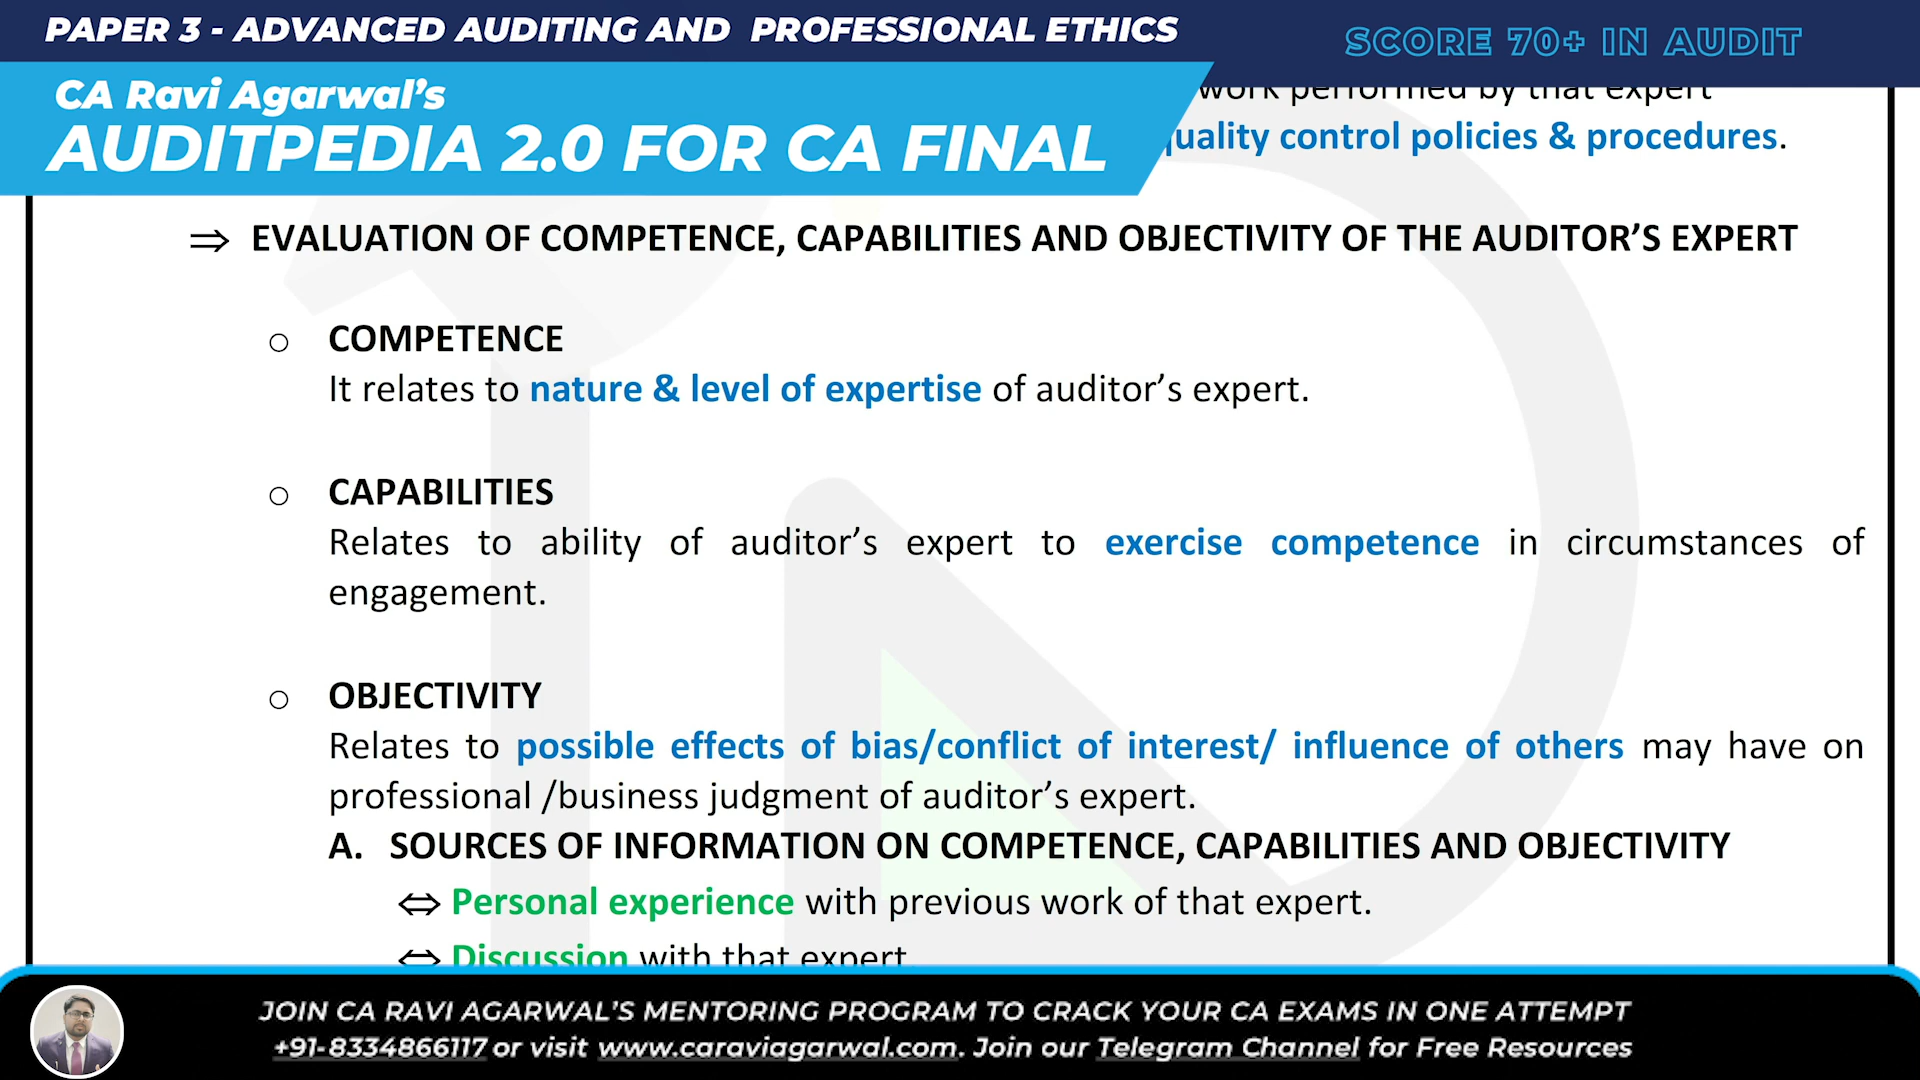 PAPER 3 - ADVANCED AUDITING AND PROFESSIONAL ETHICS
SCORE 70+ IN AUDIT
CA Ravi Agarwal's
AUDITPEDIA 2.0 FOR CA FINAL
work performed by that expert
quality control policies & procedures.
⇒ EVALUATION OF COMPETENCE, CAPABILITIES AND OBJECTIVITY OF THE AUDITOR'S EXPERT
o COMPETENCE
It relates to nature & level of expertise of auditor's expert.
o CAPABILITIES
Relates to ability of auditor's expert to exercise competence in circumstances of
engagement.
o OBJECTIVITY
Relates to possible effects of bias/conflict of interest/ influence of others may have on
professional /business judgment of auditor's expert.
A. SOURCES OF INFORMATION ON COMPETENCE, CAPABILITIES AND OBJECTIVITY
⇔ Personal experience with previous work of that expert.
⇔ Discussion with that expert.
JOIN CA RAVI AGARWAL'S MENTORING PROGRAM TO CRACK YOUR CA EXAMS IN ONE ATTEMPT
+91-8334866117 or visit www.caraviagarwal.com. Join our Telegram Channel for Free Resources